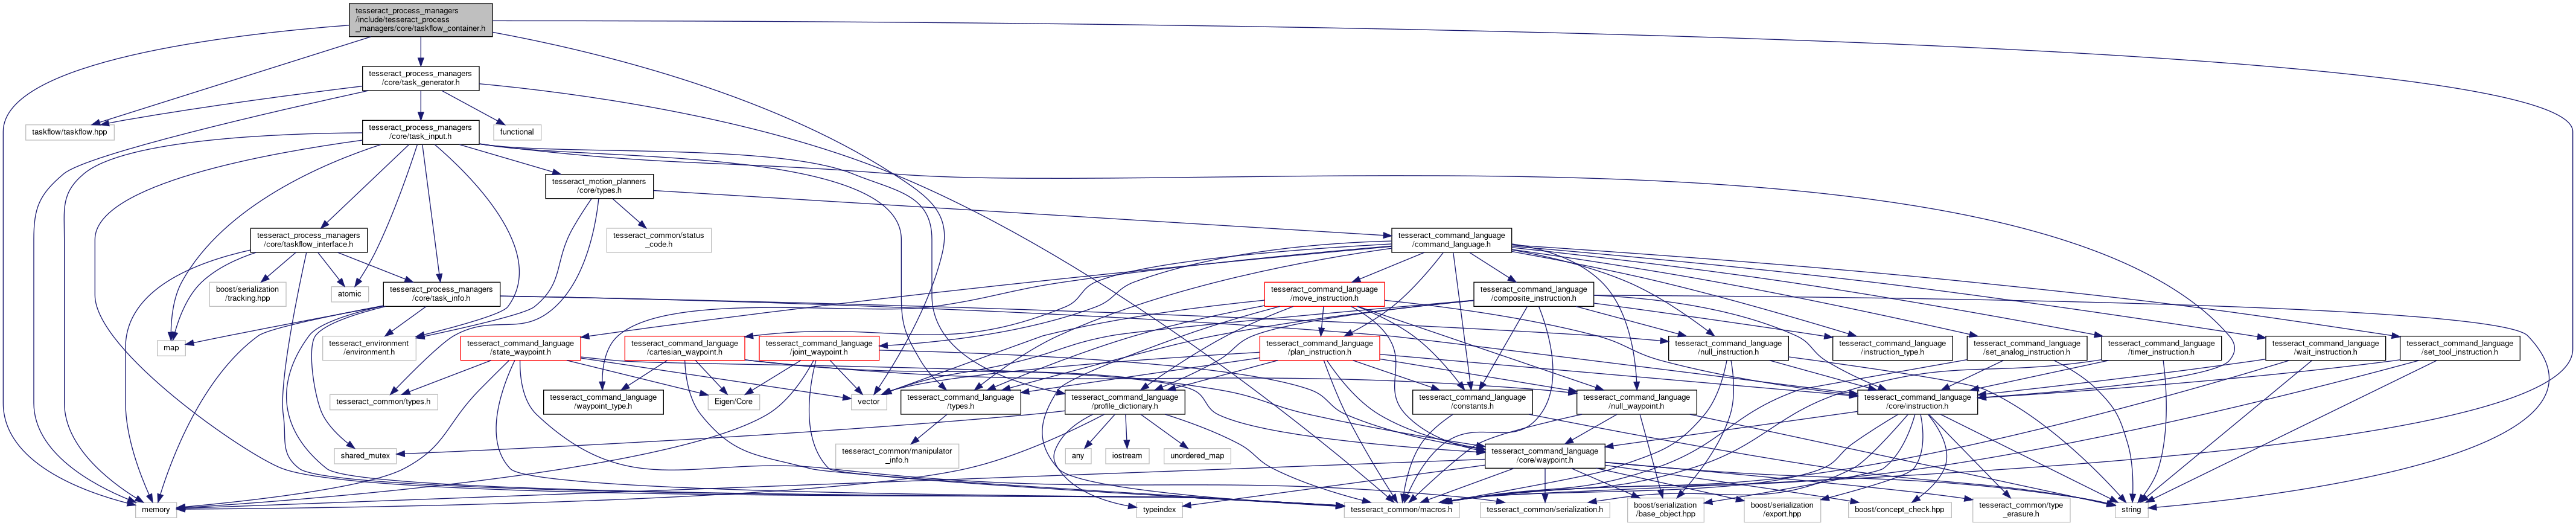 tesseract_process_managers
/include/tesseract_process
_managers/core/taskflow_container.h
tesseract_process_managers
/core/task_generator.h
taskflow/taskflow.hpp
tesseract_process_managers
/core/task_input.h
functional
tesseract_motion_planners
/core/types.h
tesseract_process_managers
/core/taskflow_interface.h
tesseract_common/status
_code.h
tesseract_command_language
/command_language.h
boost/serialization
/tracking.hpp
atomic
tesseract_process_managers
/core/task_info.h
tesseract_command_language
/move_instruction.h
tesseract_command_language
/composite_instruction.h
map
tesseract_environment
/environment.h
tesseract_command_language
/state_waypoint.h
tesseract_command_language
/cartesian_waypoint.h
tesseract_command_language
/joint_waypoint.h
tesseract_command_language
/plan_instruction.h
tesseract_command_language
/null_instruction.h
tesseract_command_language
/instruction_type.h
tesseract_command_language
/set_analog_instruction.h
tesseract_command_language
/timer_instruction.h
tesseract_command_language
/wait_instruction.h
tesseract_command_language
/set_tool_instruction.h
tesseract_common/types.h
tesseract_command_language
/waypoint_type.h
Eigen/Core
vector
tesseract_command_language
/types.h
tesseract_command_language
/profile_dictionary.h
tesseract_command_language
/constants.h
tesseract_command_language
/null_waypoint.h
tesseract_command_language
/core/instruction.h
shared_mutex
tesseract_common/manipulator
_info.h
any
iostream
unordered_map
tesseract_command_language
/core/waypoint.h
memory
typeindex
tesseract_common/macros.h
tesseract_common/serialization.h
boost/serialization
/base_object.hpp
boost/serialization
/export.hpp
boost/concept_check.hpp
tesseract_common/type
_erasure.h
string